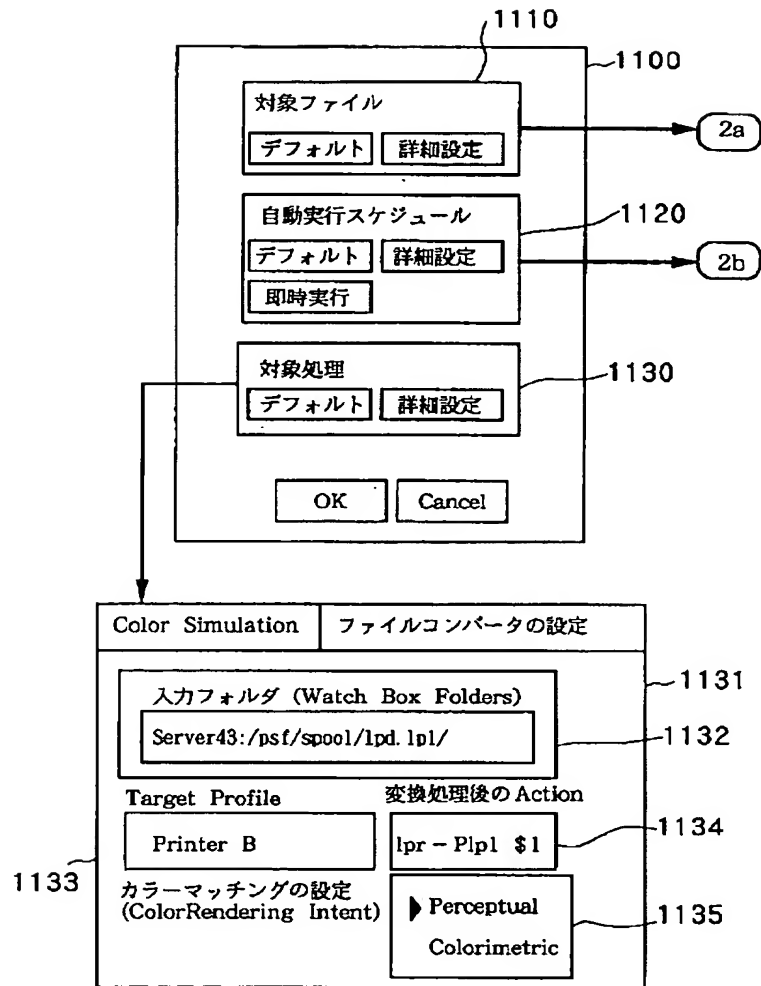 1110
1100
対象ファイル
デフォルト 詳細設定
2a
自動実行スケジュール
1120
デフォルト 詳細設定
2b
即時実行
対象処理
1130
デフォルト 詳細設定
OK Cancel
Color Simulation ファイルコンバータの設定
1131
入力フォルダ (Watch Box Folders)
Server43:/psf/spool/lpd.lpl/
1132
Target Profile 変換処理後の Action
Printer B lpr-Plpl $1
1134
1133
カラーマッチングの設定
(ColorRendering Intent)
Perceptual
1135
Colorimetric